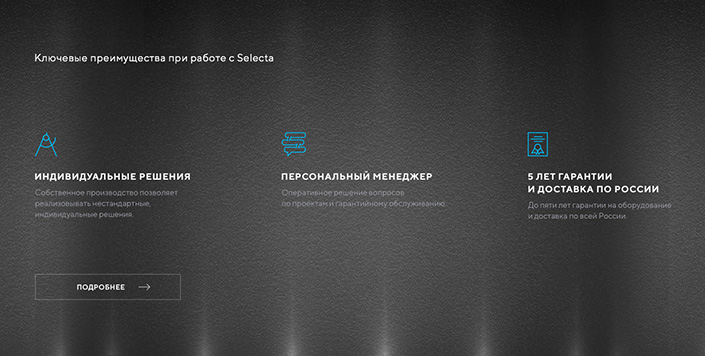 Ключевые преимущества при работе с Selecta
ИНДИВИДУАЛЬНЫЕ РЕШЕНИЯ
Собственное производство позволяет
реализовывать нестандартные,
индивидуальные решения.
ПЕРСОНАЛЬНЫЙ МЕНЕДЖЕР
Оперативное решение вопросов
по проектам и гарантийному обслуживанию.
5 ЛЕТ ГАРАНТИИ
И ДОСТАВКА ПО РОССИИ
До пяти лет гарантии на оборудование
и доставка по всей России.
ПОДРОБНЕЕ